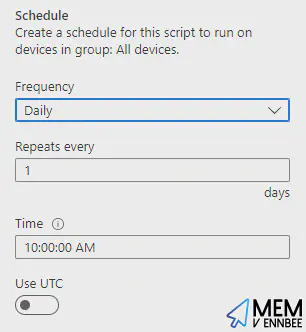 Schedule
Create a schedule for this script to run on
devices in group: All devices.
Frequency
Daily
Repeats every
1
days
Time
10:00:00 AM
Use UTC
MEM
V ENNBEE